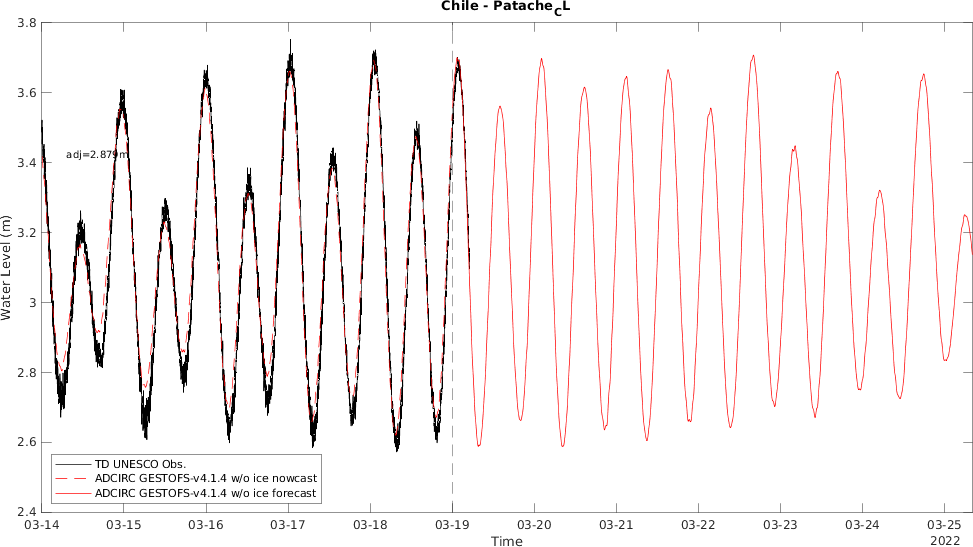 Chile - Patache_CL
3.8
3.6
3.4
3.2
3
2.8
2.6
2.4
Water Level (m)
adj=2.879m
TD UNESCO Obs.
ADCIRC GESTOFS-v4.1.4 w/o ice nowcast
ADCIRC GESTOFS-v4.1.4 w/o ice forecast
03-14 03-15 03-16 03-17 03-18 03-19 03-20 03-21 03-22 03-23 03-24 03-25
Time 2022